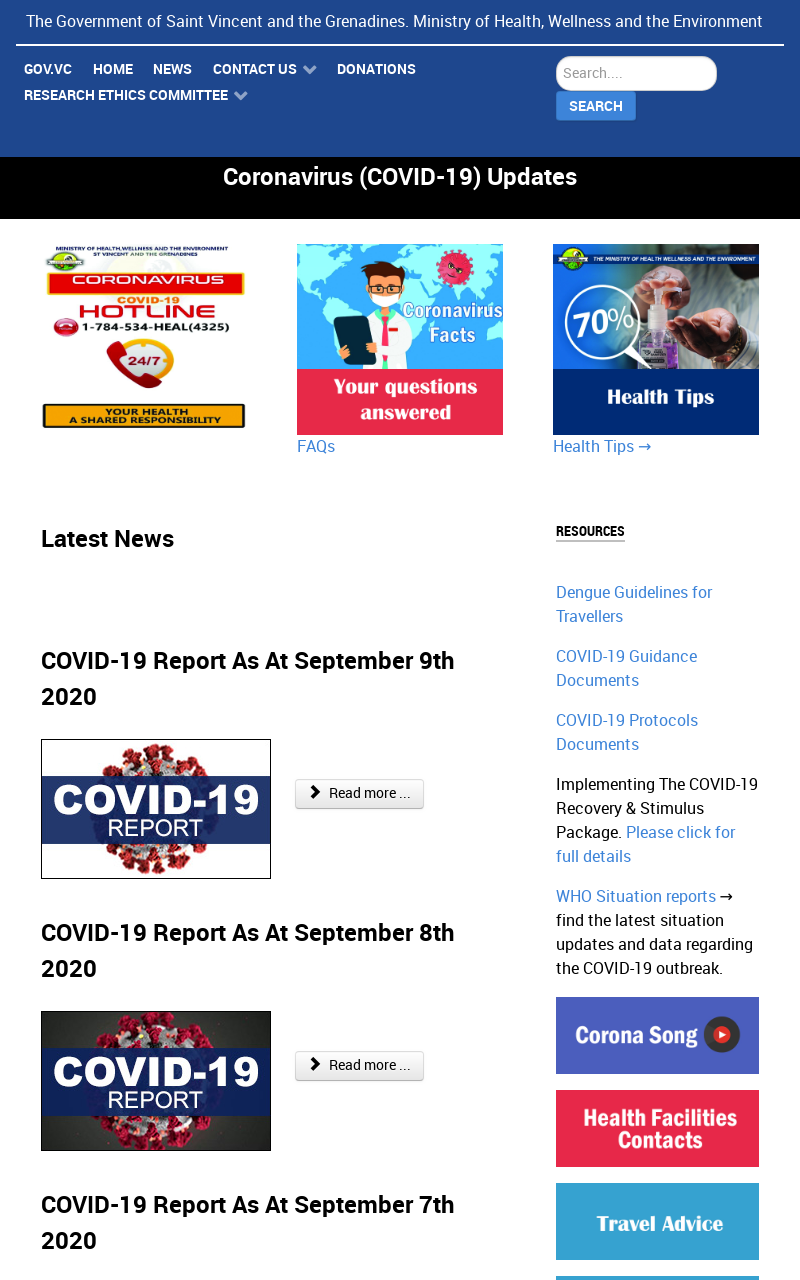 The Government of Saint Vincent and the Grenadines. Ministry of Health, Wellness and the Environment
GOV.VC HOME NEWS CONTACT US DONATIONS
RESEARCH ETHICS COMMITTEE
Search....
SEARCH
Coronavirus (COVID-19) Updates
MINISTRY OF HEALTH,WELLNESS AND THE ENVIRONMENT
ST VINCENT AND THE GRENADINES
CORONAVIRUS
COVID-19
HOTLINE
1-784-534-HEAL(4325)
24/7
YOUR HEALTH
A SHARED RESPONSIBILITY
Coronavirus
Facts
Your questions
answered
FAQs
THE MINISTRY OF HEALTH WELLNESS AND THE ENVIRONMENT
70%
Health Tips
Health Tips →
Latest News
COVID-19 Report As At September 9th
2020
COVID-19
REPORT
Read more ...
COVID-19 Report As At September 8th
2020
COVID-19
REPORT
Read more ...
COVID-19 Report As At September 7th
2020
RESOURCES
Dengue Guidelines for
Travellers
COVID-19 Guidance
Documents
COVID-19 Protocols
Documents
Implementing The COVID-19
Recovery & Stimulus
Package. Please click for
full details
WHO Situation reports →
find the latest situation
updates and data regarding
the COVID-19 outbreak.
Corona Song
Health Facilities
Contacts
Travel Advice